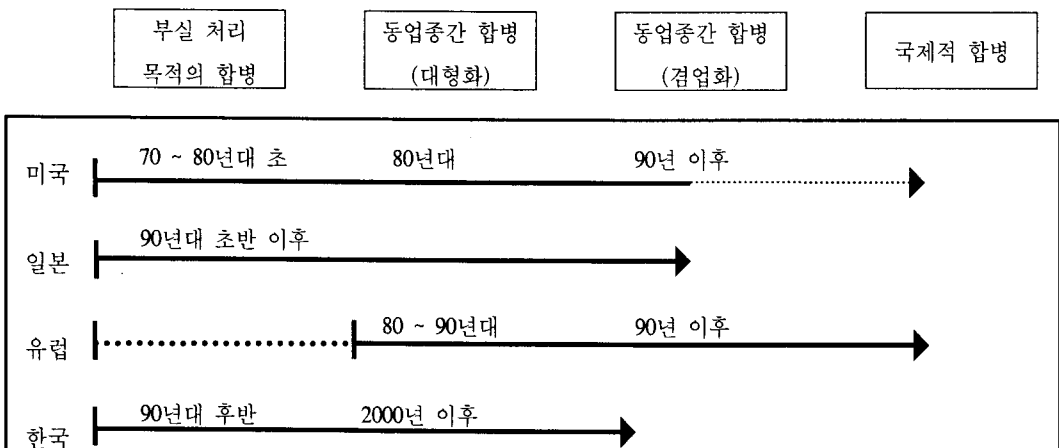 부실 처리
목적의 합병
동업종간 합병
(대형화)
동업종간 합병
(겸업화)
국제적 합병
미국
70 ~ 80년대 초
80년대
90년 이후
일본
90년대 초반 이후
유럽
80 ~ 90년대
90년 이후
한국
90년대 후반
2000년 이후